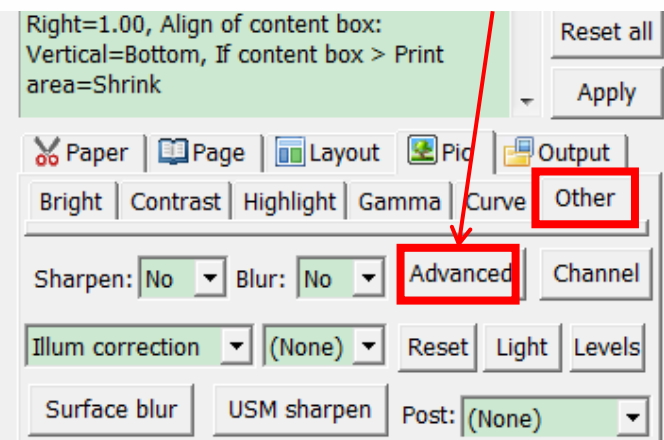 Right=1.00, Align of content box:
Vertical=Bottom, If content box > Print
area=Shrink
Reset all
Apply
Paper Page Layout Pic Output
Bright Contrast Highlight Gamma Curve Other
Sharpen: No Blur: No Advanced Channel
Illum correction (None) Reset Light Levels
Surface blur USM sharpen Post: (None)